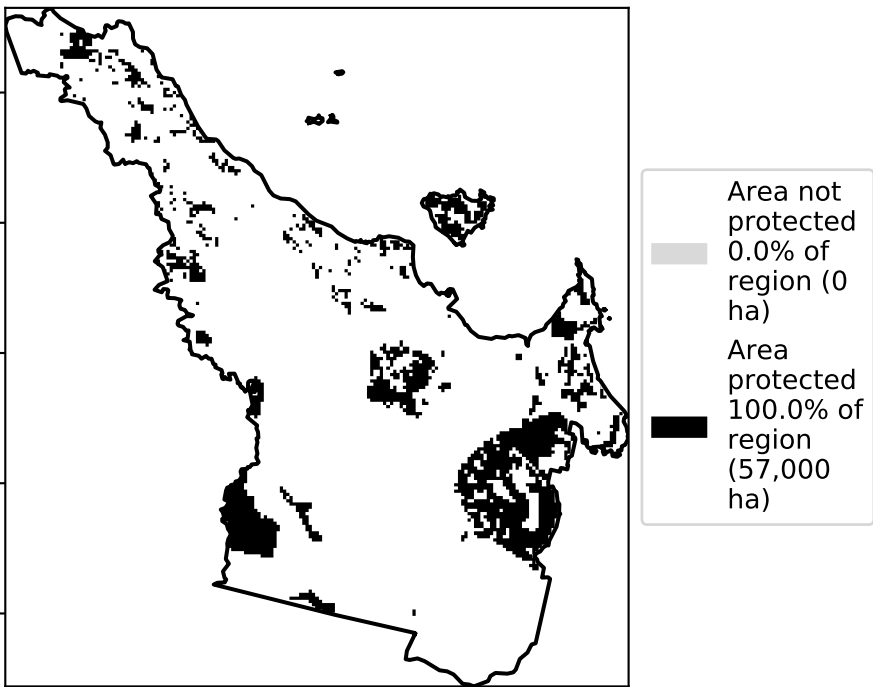 Area not
protected
0.0% of
region (0
ha)
Area
protected
100.0% of
region
(57,000
ha)